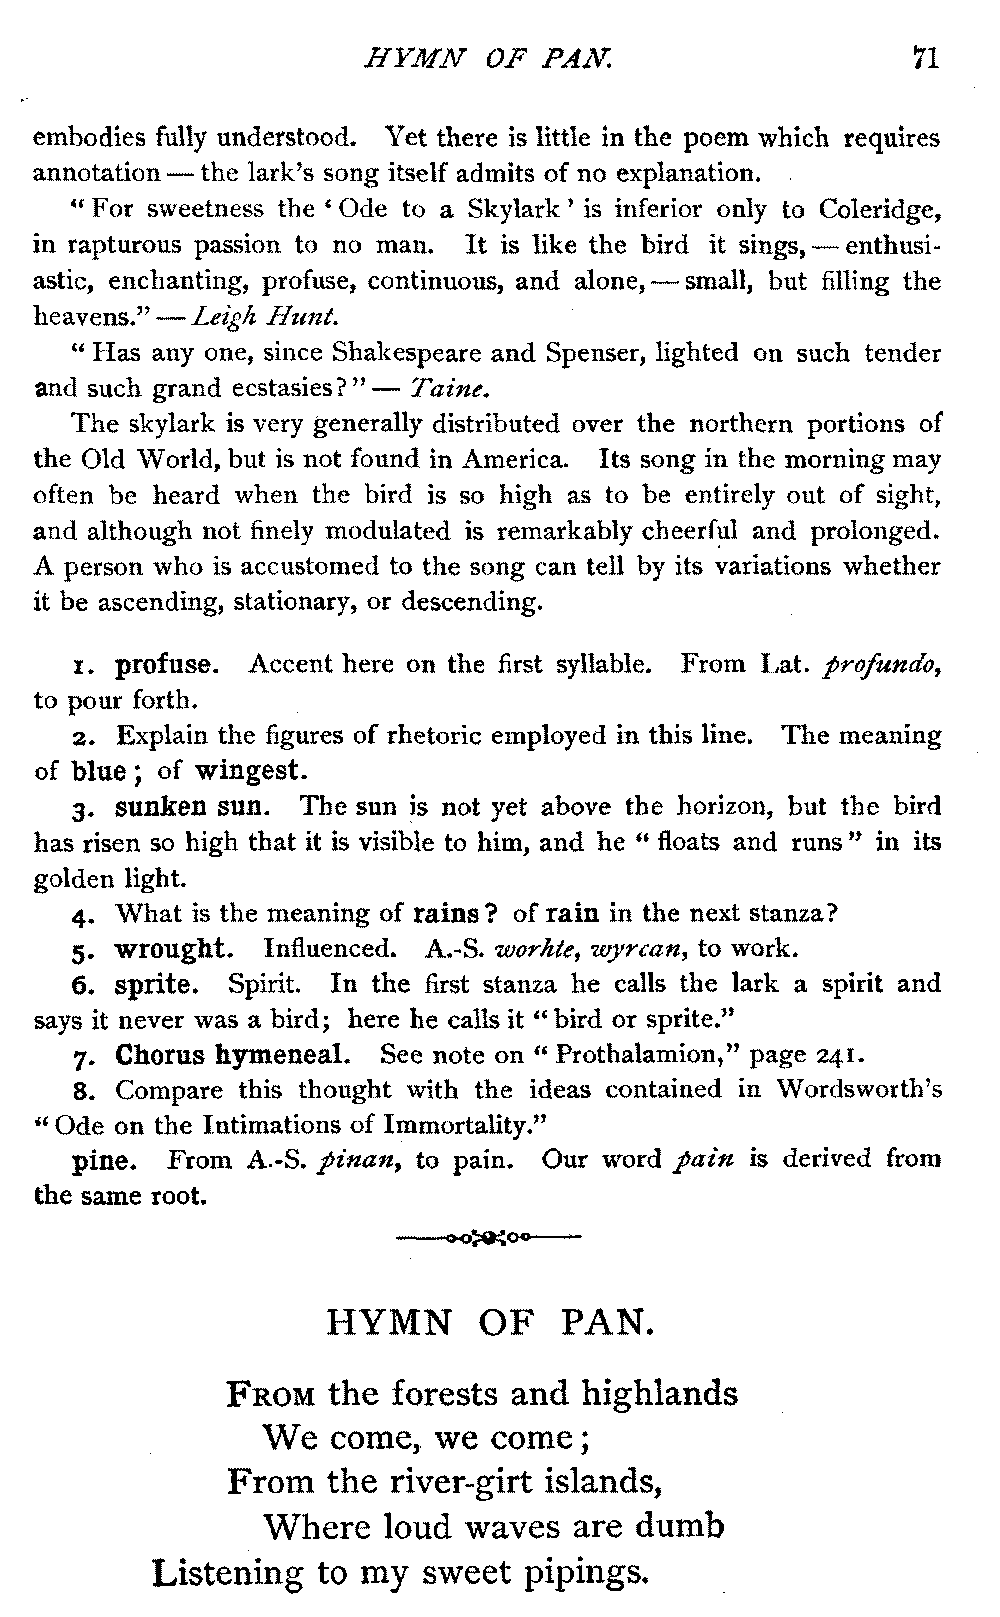 HYMN OF PAN. 71
embodies fully understood. Yet there is little in the poem which requires
annotation — the lark's song itself admits of no explanation.
"For sweetness the 'Ode to a Skylark' is inferior only to Coleridge,
in rapturous passion to no man. It is like the bird it sings, — enthusi-
astic, enchanting, profuse, continuous, and alone, — small, but filling the
heavens." — Leigh Hunt.
"Has any one, since Shakespeare and Spenser, lighted on such tender
and such grand ecstasies?" — Taine.
The skylark is very generally distributed over the northern portions of
the Old World, but is not found in America. Its song in the morning may
often be heard when the bird is so high as to be entirely out of sight,
and although not finely modulated is remarkably cheerful and prolonged.
A person who is accustomed to the song can tell by its variations whether
it be ascending, stationary, or descending.
1. profuse. Accent here on the first syllable. From Lat. profundo,
to pour forth.
2. Explain the figures of rhetoric employed in this line. The meaning
of blue; of wingest.
3. sunken sun. The sun is not yet above the horizon, but the bird
has risen so high that it is visible to him, and he "floats and runs" in its
golden light.
4. What is the meaning of rains? of rain in the next stanza?
5. wrought. Influenced. A.-S. worhte, wyrcan, to work.
6. sprite. Spirit. In the first stanza he calls the lark a spirit and
says it never was a bird; here he calls it "bird or sprite."
7. Chorus hymeneal. See note on "Prothalamion," page 241.
8. Compare this thought with the ideas contained in Wordsworth's
"Ode on the Intimations of Immortality."
pine. From A.-S. pinan, to pain. Our word pain is derived from
the same root.
HYMN OF PAN.
FROM the forests and highlands
We come, we come;
From the river-girt islands,
Where loud waves are dumb
Listening to my sweet pipings.